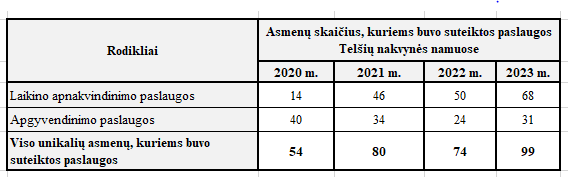 Rodikliai
Asmenų skaičius, kuriems buvo suteiktos paslaugos
Telšių nakvynės namuose
2020 m. 2021 m. 2022 m. 2023 m.
Laikino apnakvindinimo paslaugos 14 46 50 68
Apgyvendinimo paslaugos 40 34 24 31
Viso unikalių asmenų, kuriems buvo
suteiktos paslaugos 54 80 74 99